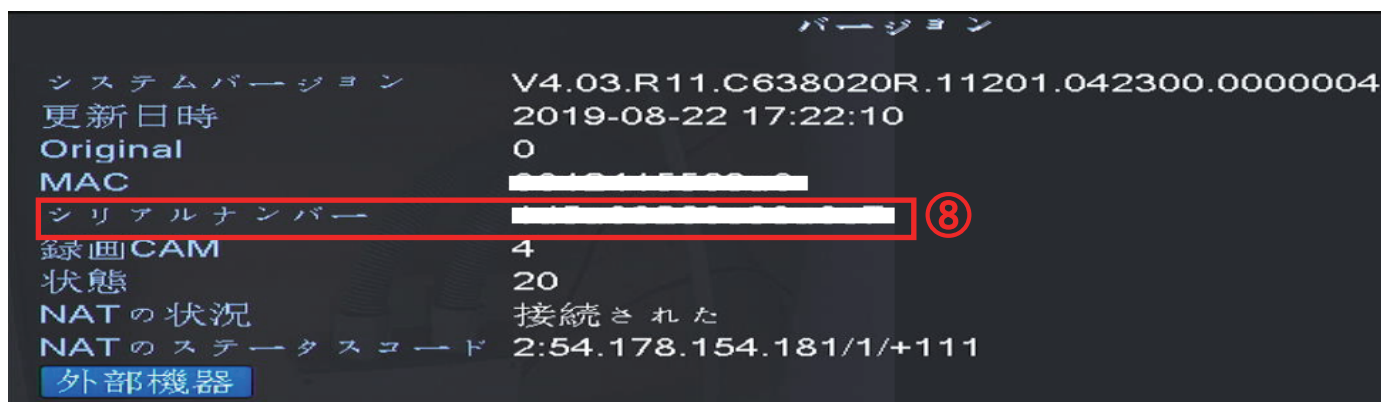 バージョン
システムバージョン V4.03.R11.C638020R.11201.042300.0000004
更新日時 2019-08-22 17:22:10
Original 0
MAC
シリアルナンバー ⑧
録画CAM 4
状態 20
NATの状況 接続された
NATのステータスコード 2:54.178.154.181/1/+111
外部機器